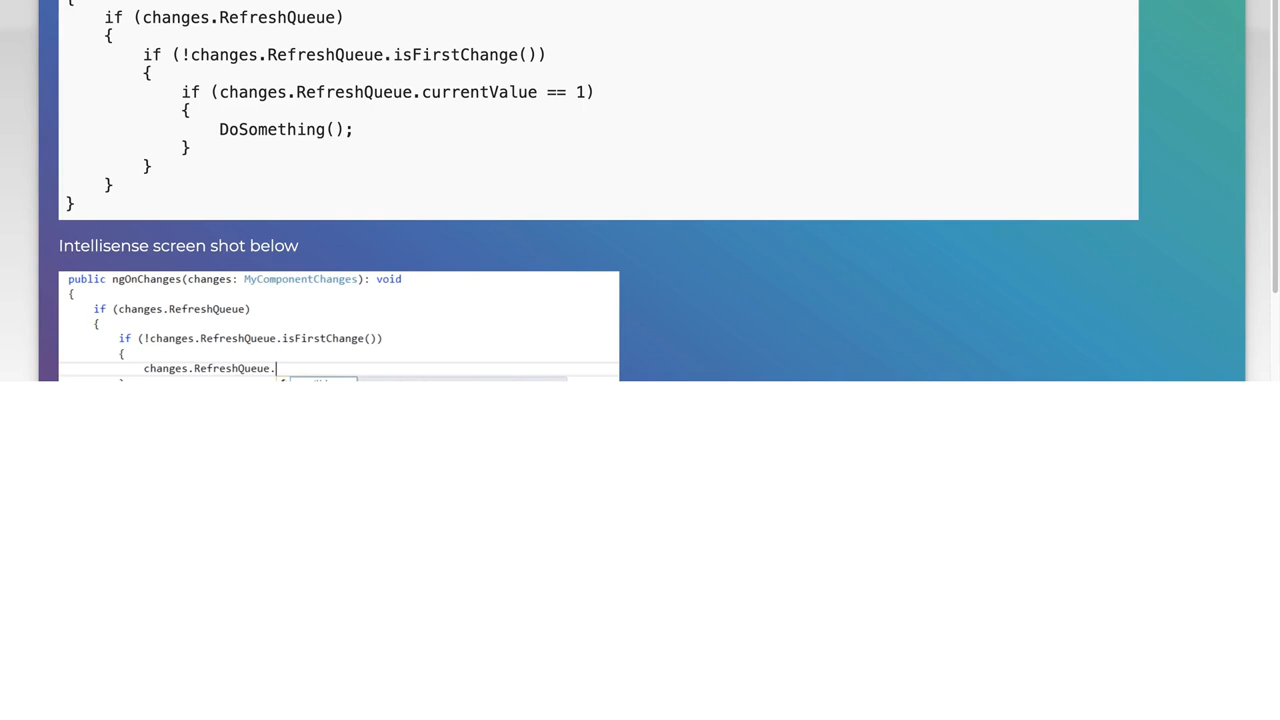 {
    if (changes.RefreshQueue)
    {
        if (!changes.RefreshQueue.isFirstChange())
        {
            if (changes.RefreshQueue.currentValue == 1)
            {
                DoSomething();
            }
        }
    }
}
Intellisense screen shot below
public ngOnChanges(changes: MyComponentChanges): void
{
    if (changes.RefreshQueue)
    {
        if (!changes.RefreshQueue.isFirstChange())
        {
            changes.RefreshQueue.